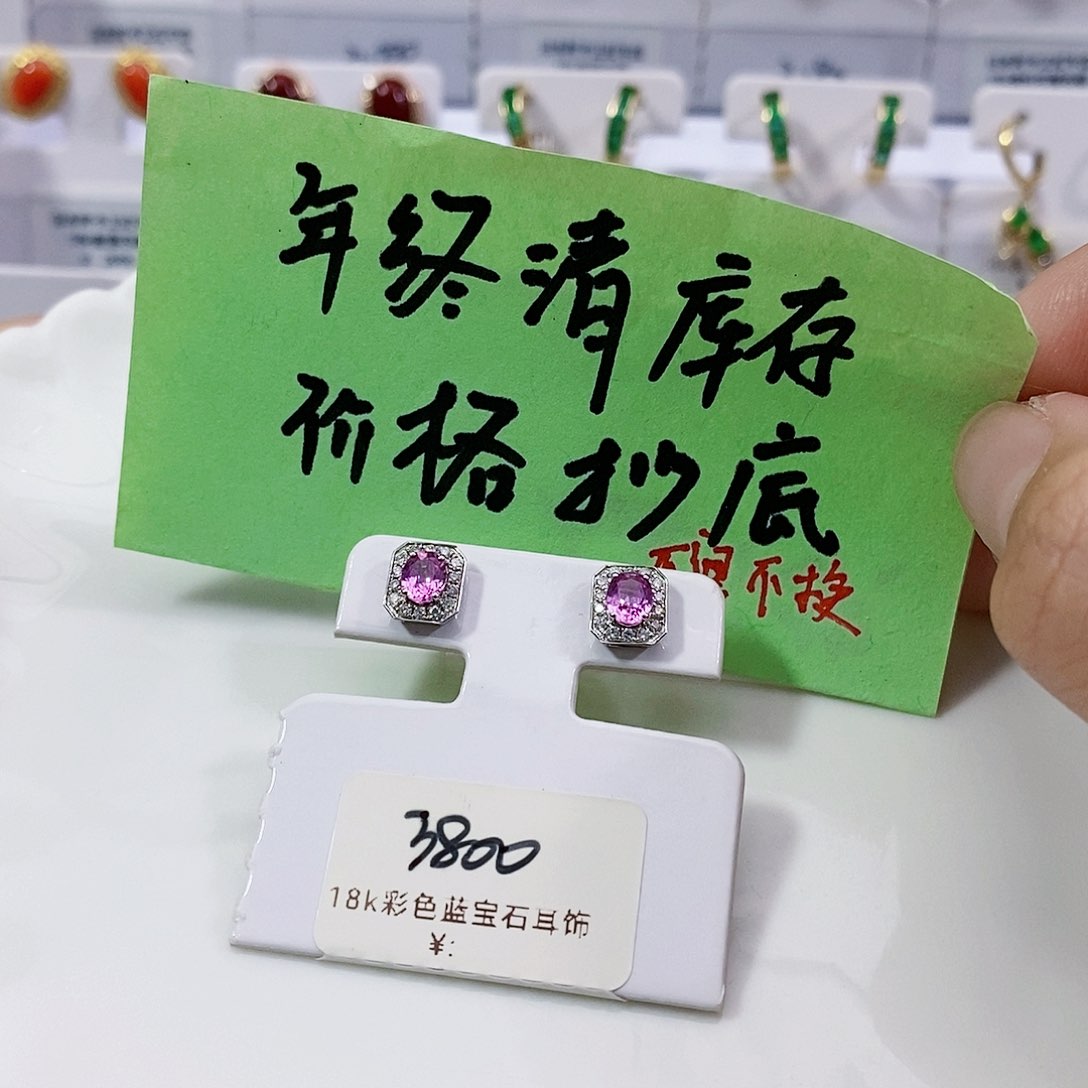 年终清库存
价格抄底
不退不换
3800
18k彩色蓝宝石耳饰
¥: